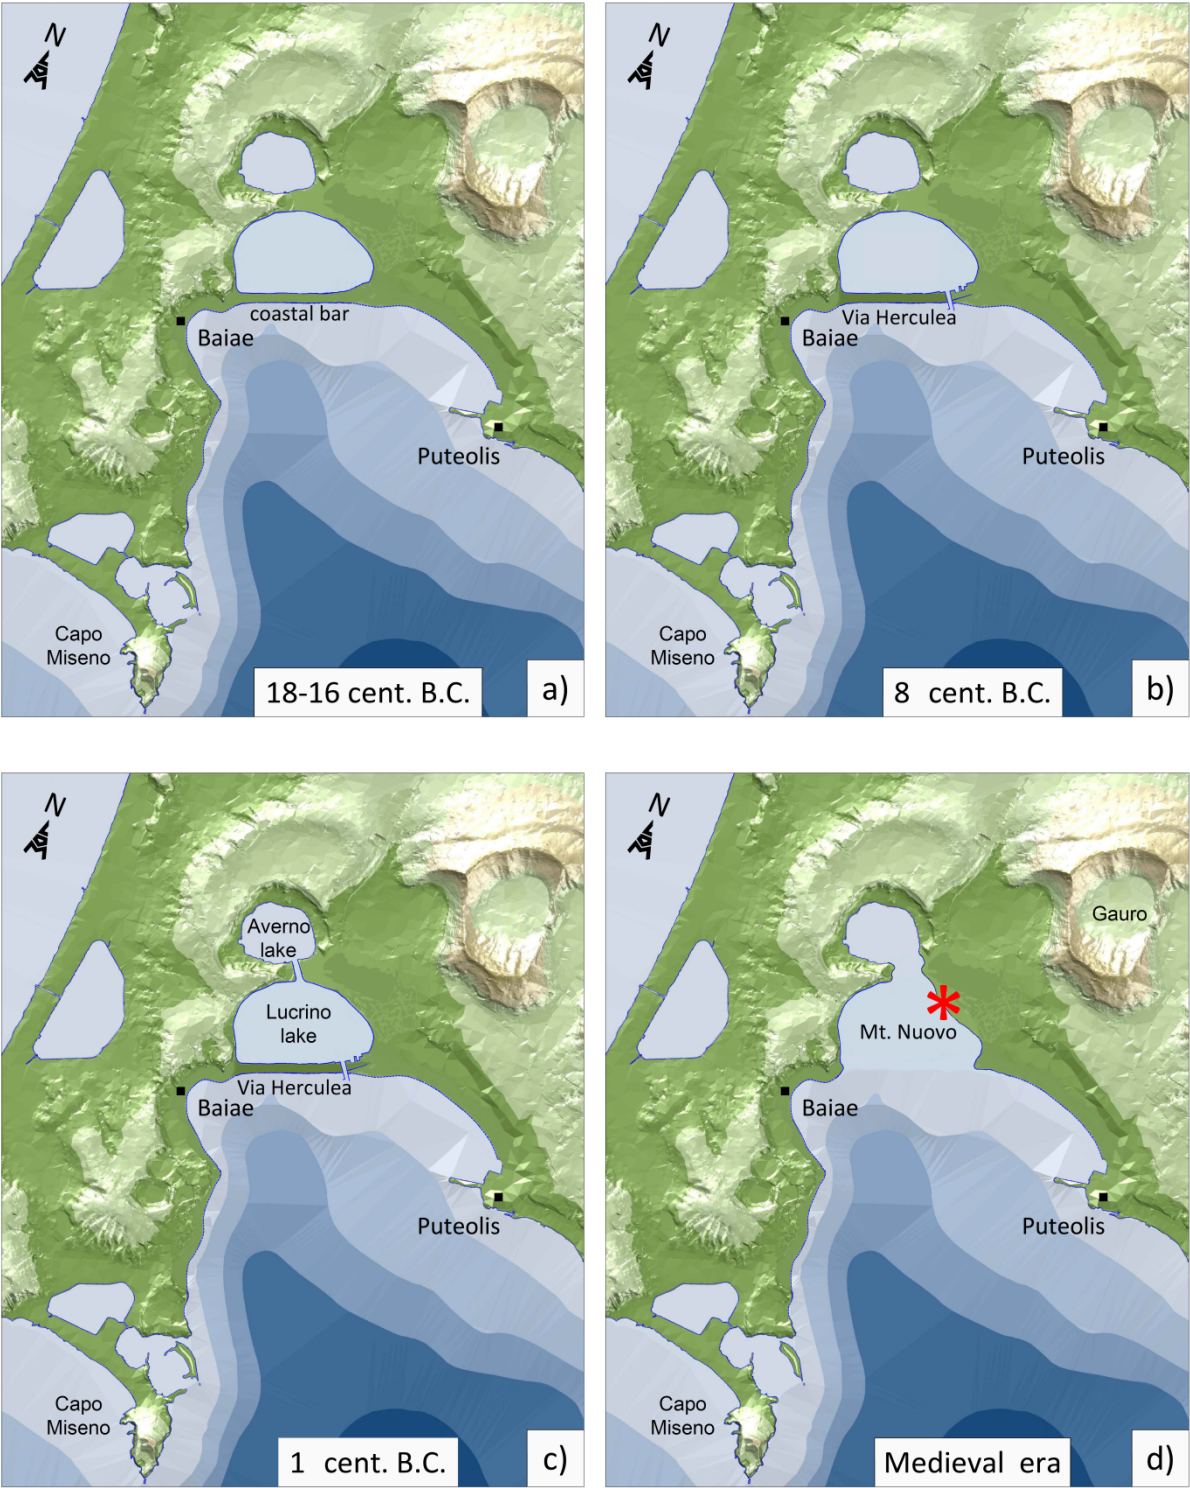 N
coastal bar
Baiae
Puteolis
Capo
Miseno
18-16 cent. B.C.
a)
N
Via Herculea
Baiae
Puteolis
Capo
Miseno
8 cent. B.C.
b)
N
Averno
lake
Lucrino
lake
Via Herculea
Baiae
Puteolis
Capo
Miseno
1 cent. B.C.
c)
N
Gauro
*
Mt. Nuovo
Baiae
Puteolis
Capo
Miseno
Medieval era
d)